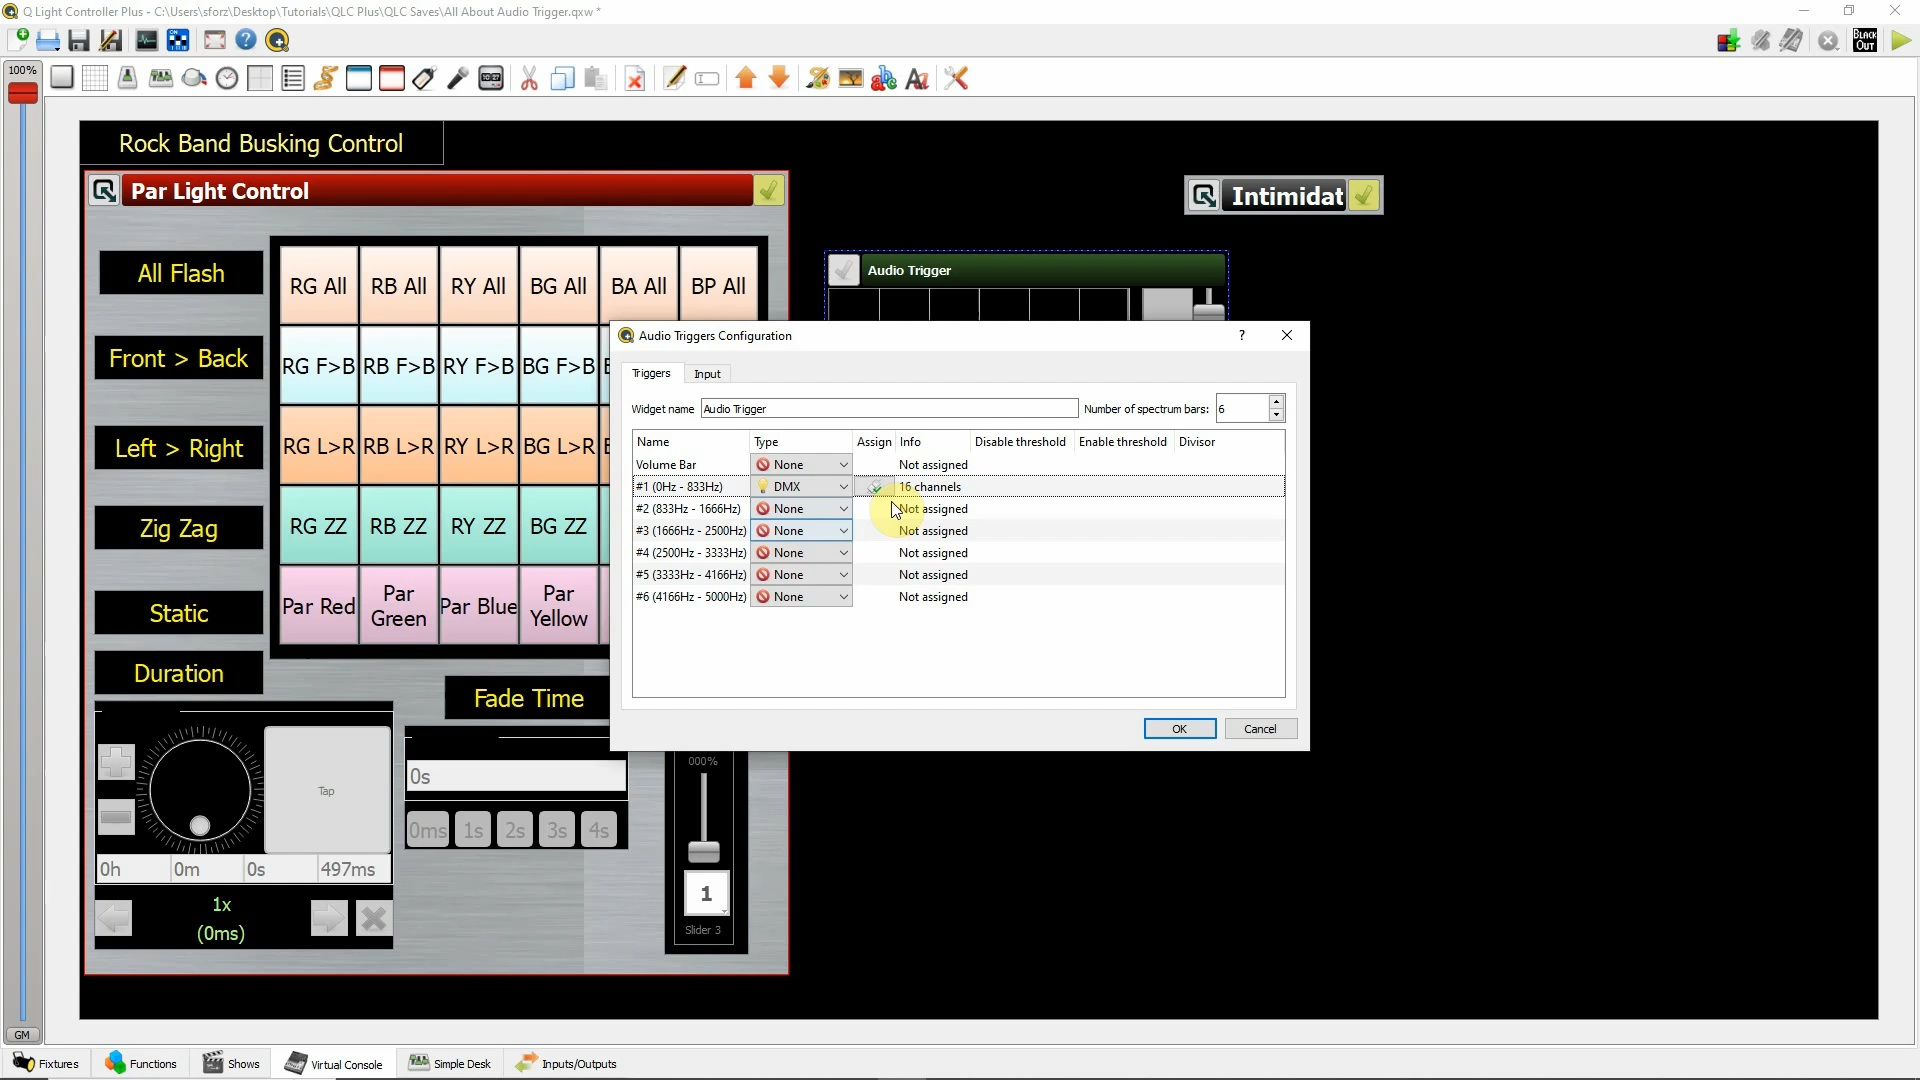 Q Light Controller Plus - C:\Users\sforz\Desktop\Tutorials\QLC Plus\QLC Saves\All About Audio Trigger.qxw *
BLACK OUT
100%
Rock Band Busking Control
Par Light Control
Intimidat
All Flash
RG All RB All RY All BG All BA All BP All
Audio Trigger
Front > Back
RG F>B RB F>B RY F>B BG F>B
Left > Right
RG L>R RB L>R RY L>R BG L>R
Zig Zag
RG ZZ RB ZZ RY ZZ BG ZZ
Static
Par Red Par Green Par Blue Par Yellow
Duration
Fade Time
Tap
0s
0ms 1s 2s 3s 4s
0h 0m 0s 497ms
1x
(0ms)
000%
1
Slider 3
Audio Triggers Configuration
?
Triggers Input
Widget name Audio Trigger Number of spectrum bars: 6
Name Type Assign Info Disable threshold Enable threshold Divisor
Volume Bar None Not assigned
#1 (0Hz - 833Hz) DMX 16 channels
#2 (833Hz - 1666Hz) None Not assigned
#3 (1666Hz - 2500Hz) None Not assigned
#4 (2500Hz - 3333Hz) None Not assigned
#5 (3333Hz - 4166Hz) None Not assigned
#6 (4166Hz - 5000Hz) None Not assigned
OK Cancel
GM
Fixtures Functions Shows Virtual Console Simple Desk Inputs/Outputs